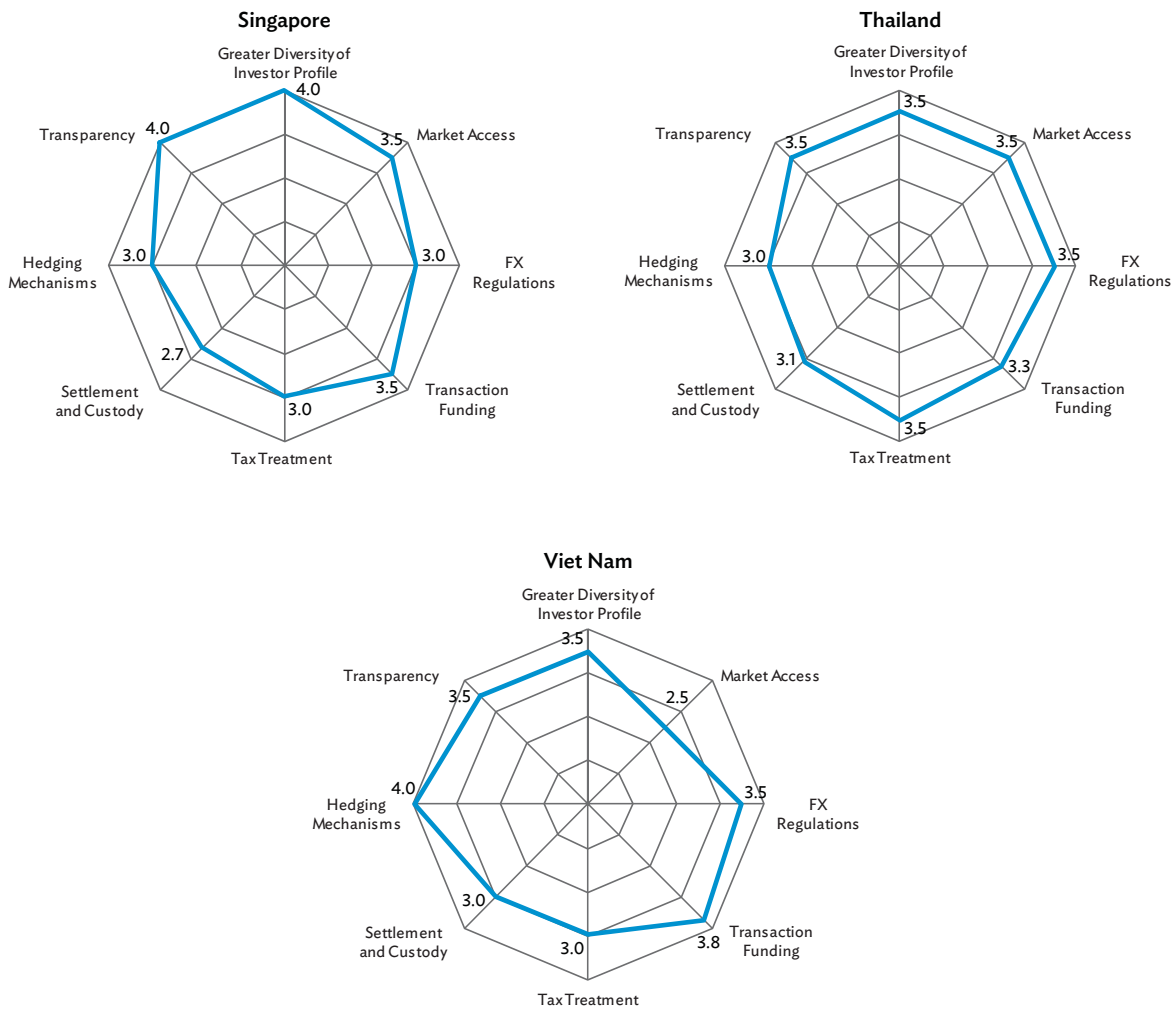 Singapore
Greater Diversity of
Investor Profile
4.0
Transparency
4.0
3.5
Market Access
Hedging
Mechanisms
3.0
3.0
FX
Regulations
2.7
Settlement
and Custody
3.5
Transaction
Funding
3.0
Tax Treatment
Thailand
Greater Diversity of
Investor Profile
3.5
Transparency
3.5
3.5
Market Access
Hedging
Mechanisms
3.0
3.5
FX
Regulations
3.1
Settlement
and Custody
3.3
Transaction
Funding
3.5
Tax Treatment
Viet Nam
Greater Diversity of
Investor Profile
3.5
Transparency
3.5
2.5
Market Access
4.0
Hedging
Mechanisms
3.5
FX
Regulations
3.0
Settlement
and Custody
3.8
Transaction
Funding
3.0
Tax Treatment